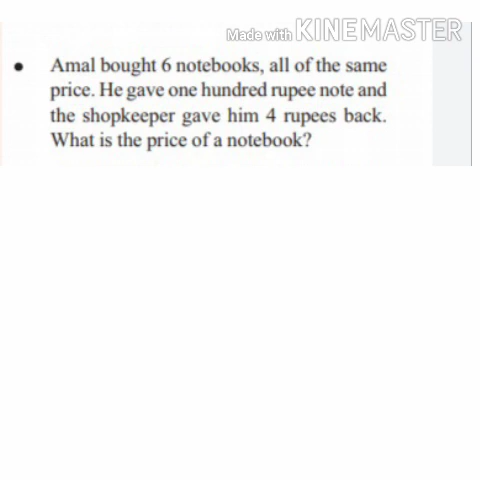 Made with KINEMASTER
• Amal bought 6 notebooks, all of the same
price. He gave one hundred rupee note and
the shopkeeper gave him 4 rupees back.
What is the price of a notebook?